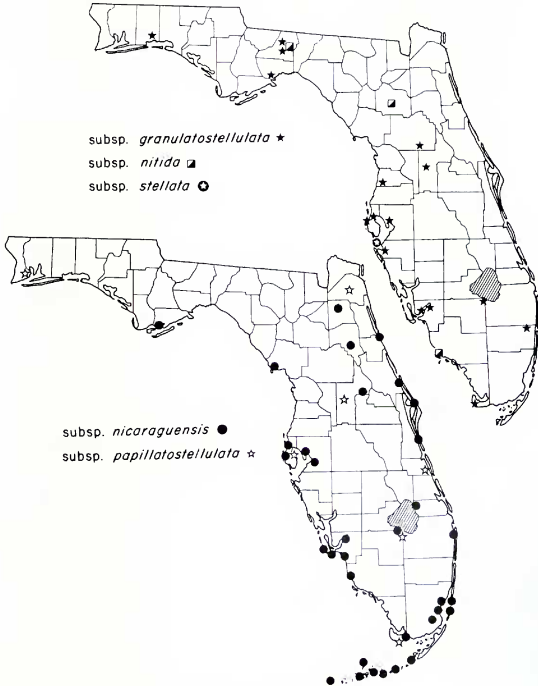 subsp. granulatostellulata ★
subsp. nitida ◪
subsp. stellata ✪
subsp. nicaraguensis ●
subsp. papillatostellulata ☆